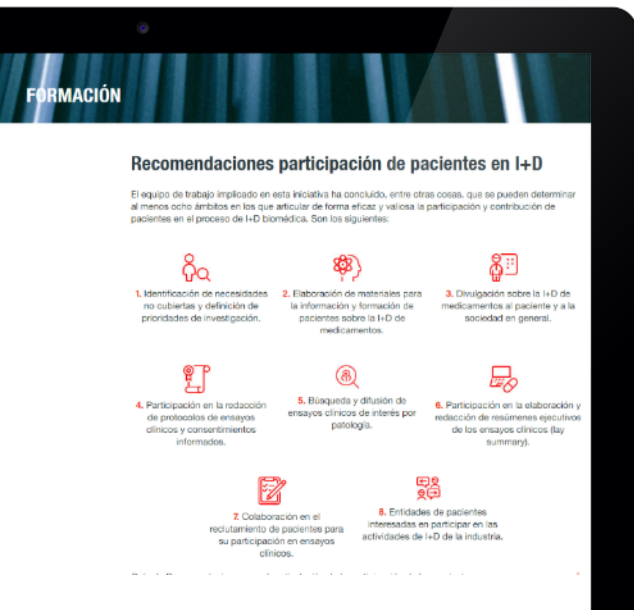 FORMACIÓN
Recomendaciones participación de pacientes en I+D
El equipo de trabajo implicado en esta iniciativa ha concluido, entre otras cosas, que se pueden determinar
al menos ocho ámbitos en los que articular de forma eficaz y valiosa la participación y contribución de
pacientes en el proceso de I+D biomédica. Son los siguientes:
1. Identificación de necesidades
no cubiertas y definición de
prioridades de investigación.
2. Elaboración de materiales para
la información y formación de
pacientes sobre la I+D de
medicamentos.
3. Divulgación sobre la I+D de
medicamentos al paciente y a la
sociedad en general.
4. Participación en la redacción
de protocolos de ensayos
clínicos y consentimientos
informados.
5. Búsqueda y difusión de
ensayos clínicos de interés por
patología.
6. Participación en la elaboración y
redacción de resúmenes ejecutivos
de los ensayos clínicos (lay
summary).
7. Colaboración en el
reclutamiento de pacientes para
su participación en ensayos
clínicos.
8. Entidades de pacientes
interesadas en participar en las
actividades de I+D de la industria.